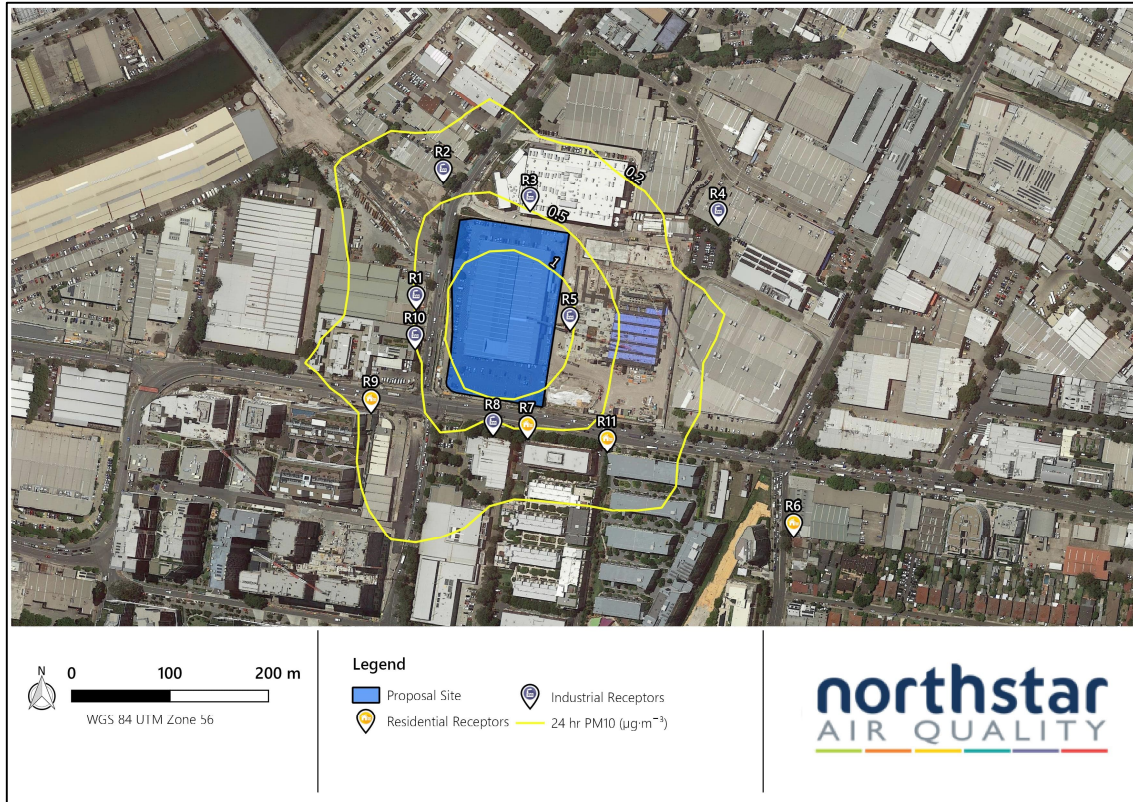 R2
0.2
R3
R4
0.5
1
R1
R5
R10
R9
R8
R7
R11
R6
N
0 100 200 m
WGS 84 UTM Zone 56
Legend
Proposal Site
Industrial Receptors
Residential Receptors
24 hr PM10 (µg·m⁻³)
northstar
AIR QUALITY